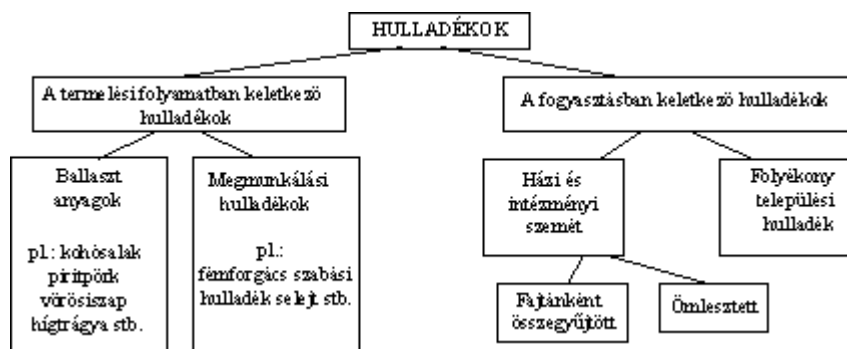 HULLADÉKOK
A termelési folyamatban keletkező
hulladékok
A fogyasztásban keletkező hulladékok
Ballaszt
anyagok
pl.: kohósalak
piritpörk
vörösiszap
hígtrágya stb.
Megmunkálási
hulladékok
pl.:
fémforgács szabási
hulladék selejt stb.
Házi és
intézményi
szemét
Folyékony
települési
hulladék
Fajtánként
összegyűjtött
Ömlesztett